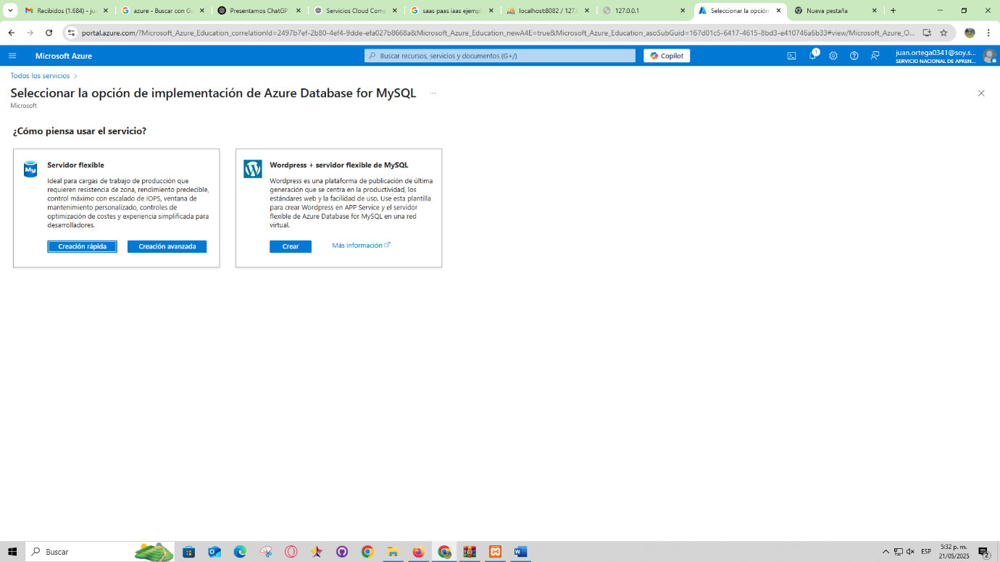 Recibidos (1.684) - ju
azure - Buscar con Go
Presentamos ChatGPT
Servicios Cloud Comp
saas paas iaas ejempl
localhost:8082 / 127.0
127.0.0.1
Seleccionar la opción
Nueva pestaña
portal.azure.com/?Microsoft_Azure_Education_correlationId=2497b7ef-2b80-4ef4-9dde-efa027b8668a&Microsoft_Azure_Education_newA4E=true&Microsoft_Azure_Education_asoSubGuid=167d01c5-6417-4615-8bd3-e410746a6b33#view/Microsoft_Azure_O...
Microsoft Azure
Buscar recursos, servicios y documentos (G+/)
Copilot
1
juan.ortega0341@soy.s...
SERVICIO NACIONAL DE APREN...
Todos los servicios >
Seleccionar la opción de implementación de Azure Database for MySQL ...
Microsoft
¿Cómo piensa usar el servicio?
My
Servidor flexible
Ideal para cargas de trabajo de producción que
requieren resistencia de zona, rendimiento predecible,
control máximo con escalado de IOPS, ventana de
mantenimiento personalizado, controles de
optimización de costes y experiencia simplificada para
desarrolladores.
Creación rápida
Creación avanzada
Wordpress + servidor flexible de MySQL
Wordpress es una plataforma de publicación de última
generación que se centra en la productividad, los
estándares web y la facilidad de uso. Use esta plantilla
para crear Wordpress en APP Service y el servidor
flexible de Azure Database for MySQL en una red
virtual.
Crear
Más información
Buscar
ESP
5:32 p. m.
21/05/2025
2